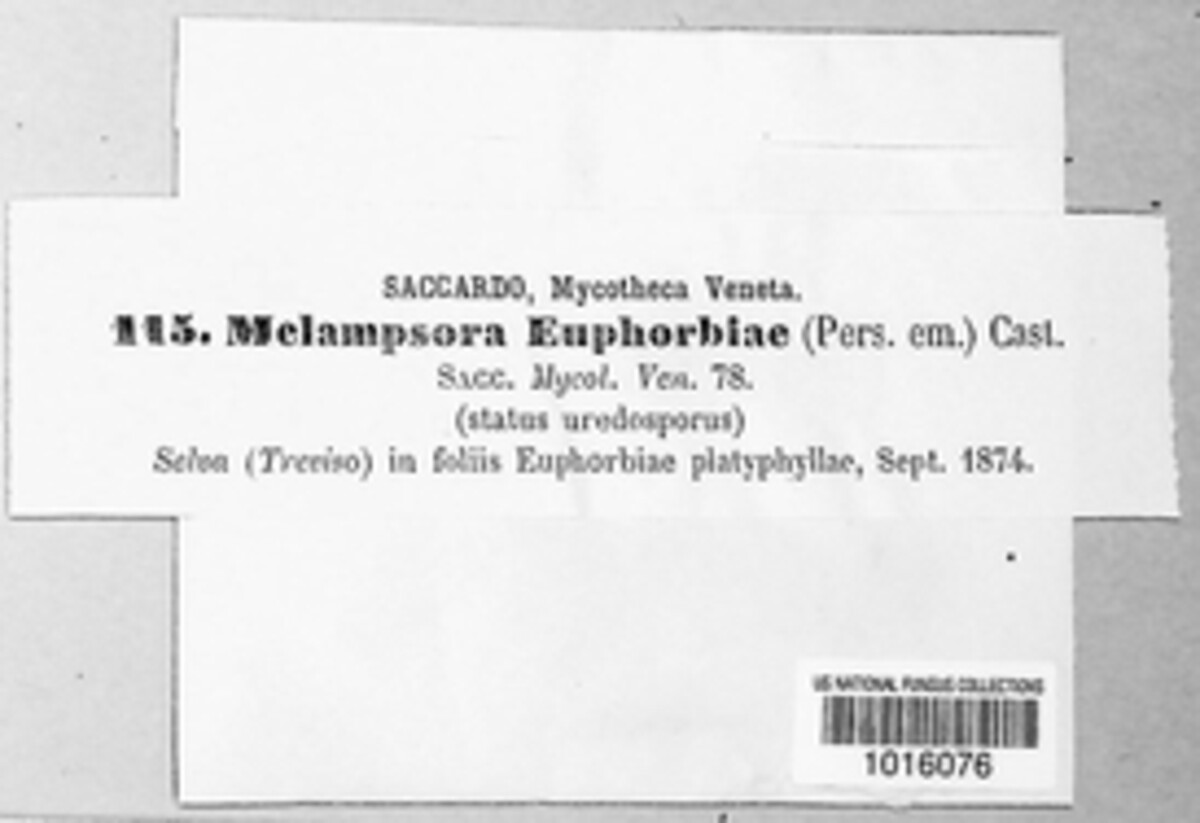 SACCARDO, Mycotheca Veneta.
115. Melampsora Euphorbiae (Pers. em.) Cast.
SACC. Mycol. Ven. 78.
(status uredosporus)
Selva (Treviso) in foliis Euphorbiae platyphyllae, Sept. 1874.
US NATIONAL FUNGUS COLLECTIONS
1016076